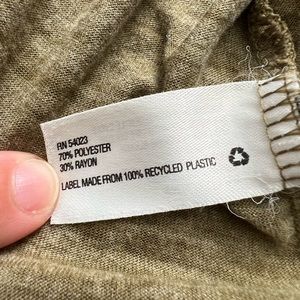 RN 54023
70% POLYESTER
30% RAYON
LABEL MADE FROM 100% RECYCLED PLASTIC